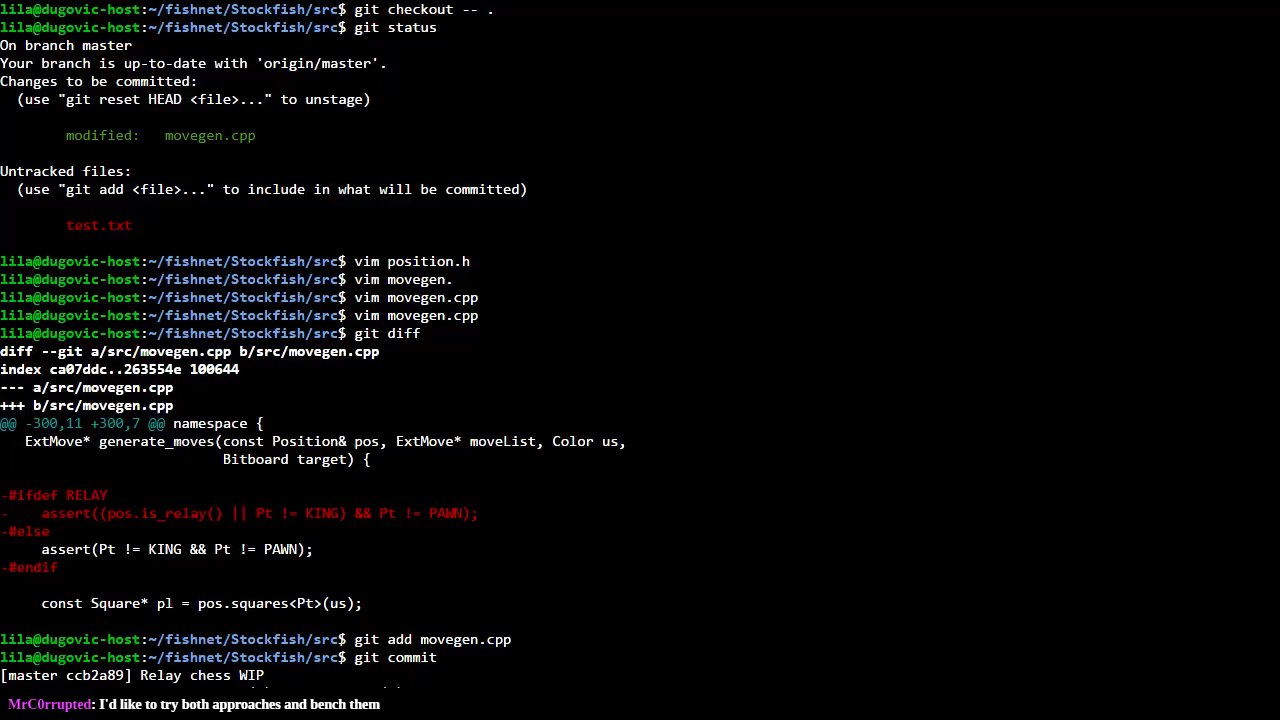 lila@dugovic-host:~/fishnet/Stockfish/src$ git checkout -- .
lila@dugovic-host:~/fishnet/Stockfish/src$ git status
On branch master
Your branch is up-to-date with 'origin/master'.
Changes to be committed:
  (use "git reset HEAD <file>..." to unstage)
        modified:   movegen.cpp
Untracked files:
  (use "git add <file>..." to include in what will be committed)
        test.txt
lila@dugovic-host:~/fishnet/Stockfish/src$ vim position.h
lila@dugovic-host:~/fishnet/Stockfish/src$ vim movegen.
lila@dugovic-host:~/fishnet/Stockfish/src$ vim movegen.cpp
lila@dugovic-host:~/fishnet/Stockfish/src$ vim movegen.cpp
lila@dugovic-host:~/fishnet/Stockfish/src$ git diff
diff --git a/src/movegen.cpp b/src/movegen.cpp
index ca07ddc..263554e 100644
--- a/src/movegen.cpp
+++ b/src/movegen.cpp
@@ -300,11 +300,7 @@ namespace {
   ExtMove* generate_moves(const Position& pos, ExtMove* moveList, Color us,
                           Bitboard target) {
-#ifdef RELAY
-    assert((pos.is_relay() || Pt != KING) && Pt != PAWN);
-#else
     assert(Pt != KING && Pt != PAWN);
-#endif
     const Square* pl = pos.squares<Pt>(us);
lila@dugovic-host:~/fishnet/Stockfish/src$ git add movegen.cpp
lila@dugovic-host:~/fishnet/Stockfish/src$ git commit
[master ccb2a89] Relay chess WIP
MrC0rrupted: I'd like to try both approaches and bench them